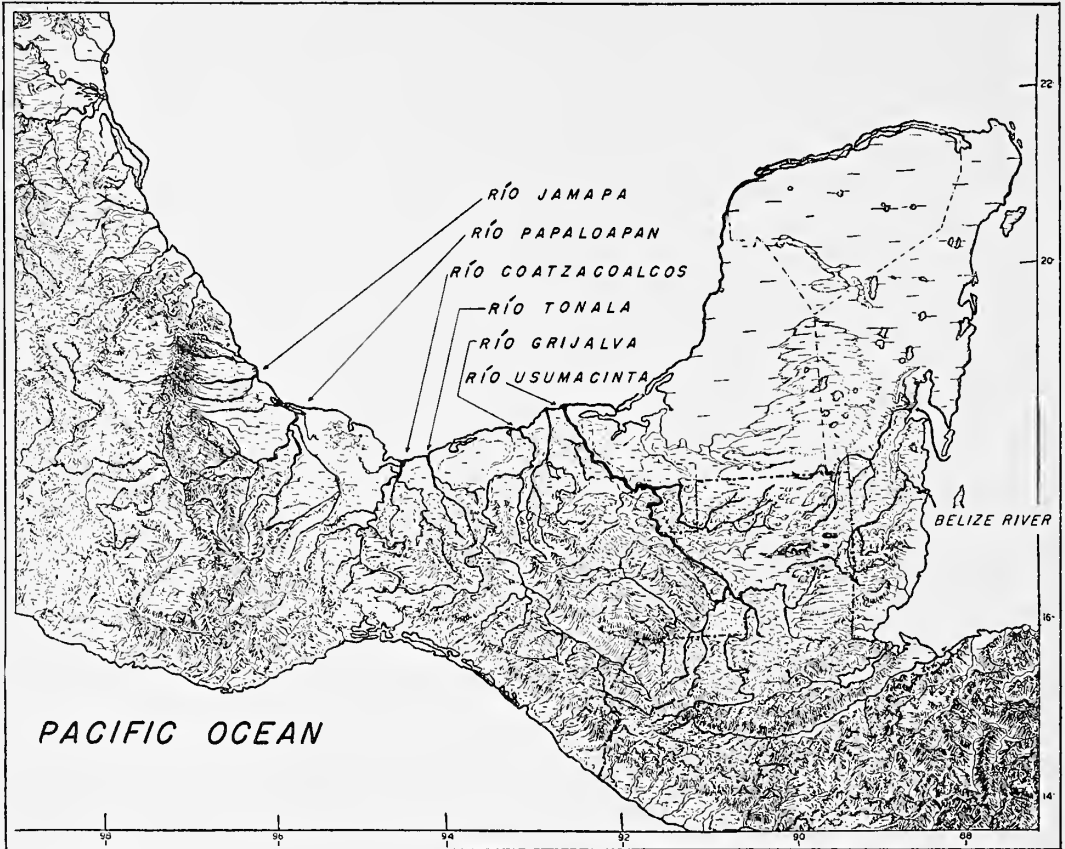 22°
RÍO JAMAPA
RÍO PAPALOAPAN
20°
RÍO COATZAGOALCOS
RÍO TONALA
RÍO GRIJALVA
RÍO USUMACINTA
BELIZE RIVER
16°
PACIFIC OCEAN
14°
98 96 94 92 90 88